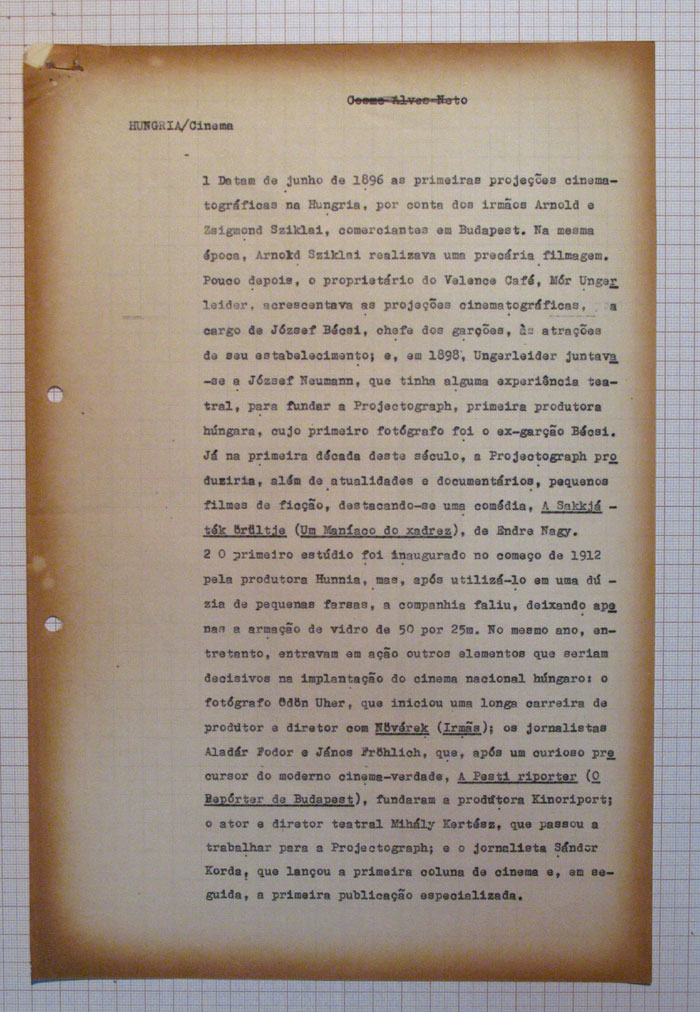 Cosme Alves Neto
HUNGRIA/Cinema
1 Datam de junho de 1896 as primeiras projeções cinema-
tográficas na Hungria, por conta dos irmãos Arnold e
Zsigmond Sziklai, comerciantes em Budapest. Na mesma
época, Arnold Sziklai realizava uma precária filmagem.
Pouco depois, o proprietário do Velence Café, Mór Unger
leider, acrescentava as projeções cinematográficas, a
cargo de József Bécsi, chefe dos garções, às atrações
de seu estabelecimento; e, em 1898, Ungerleider juntava
-se a József Neumann, que tinha alguma experiência tea-
tral, para fundar a Projectograph, primeira produtora
húngara, cujo primeiro fotógrafo foi o ex-garção Bécsi.
Já na primeira década deste século, a Projectograph pro
duziria, além de atualidades e documentários, pequenos
filmes de ficção, destacando-se uma comédia, A Sakkjá -
ték örültje (Um Maníaco do xadrez), de Endre Nagy.
2 O primeiro estúdio foi inaugurado no começo de 1912
pela produtora Hunnia, mas, após utilizá-lo em uma dú -
zia de pequenas farsas, a companhia faliu, deixando ape
nas a armação de vidro de 50 por 25m. No mesmo ano, en-
tretanto, entravam em ação outros elementos que seriam
decisivos na implantação do cinema nacional húngaro: o
fotógrafo Ödön Uher, que iniciou uma longa carreira de
produtor e diretor com Növérek (Irmãs); os jornalistas
Aladár Fodor e János Fröhlich, que, após um curioso pre
cursor do moderno cinema-verdade, A Pesti riporter (O
Repórter de Budapest), fundaram a produtora Kinoriport;
o ator e diretor teatral Mihály Kertész, que passou a
trabalhar para a Projectograph; e o jornalista Sándor
Korda, que lançou a primeira coluna de cinema e, em se-
guida, a primeira publicação especializada.